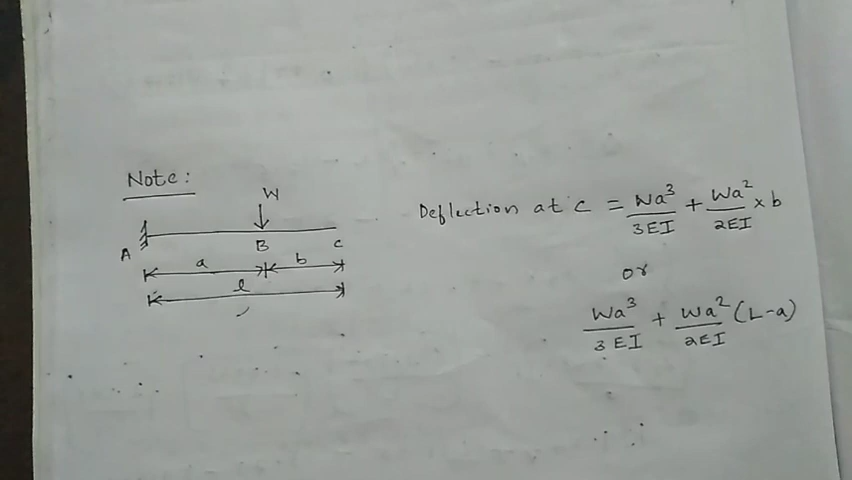 Note:
W
A B C
a b
l
Deflection at c = Wa³/3EI + Wa²/2EI × b
or
Wa³/3EI + Wa²/2EI (L-a)